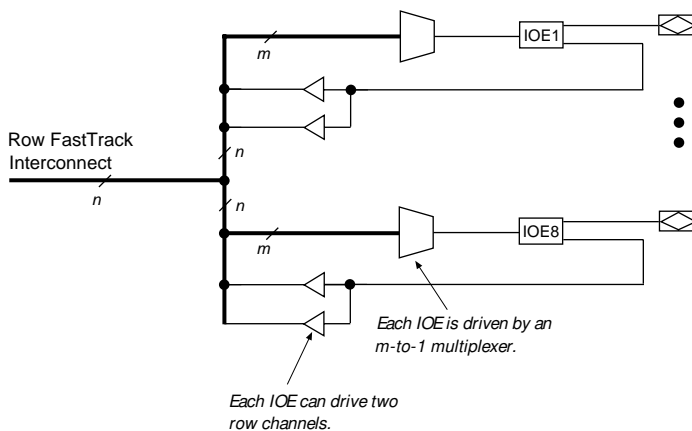 m
IOE1
Row FastTrack
Interconnect
n
n
n
m
IOE8
Each IOE is driven by an
m-to-1 multiplexer.
Each IOE can drive two
row channels.